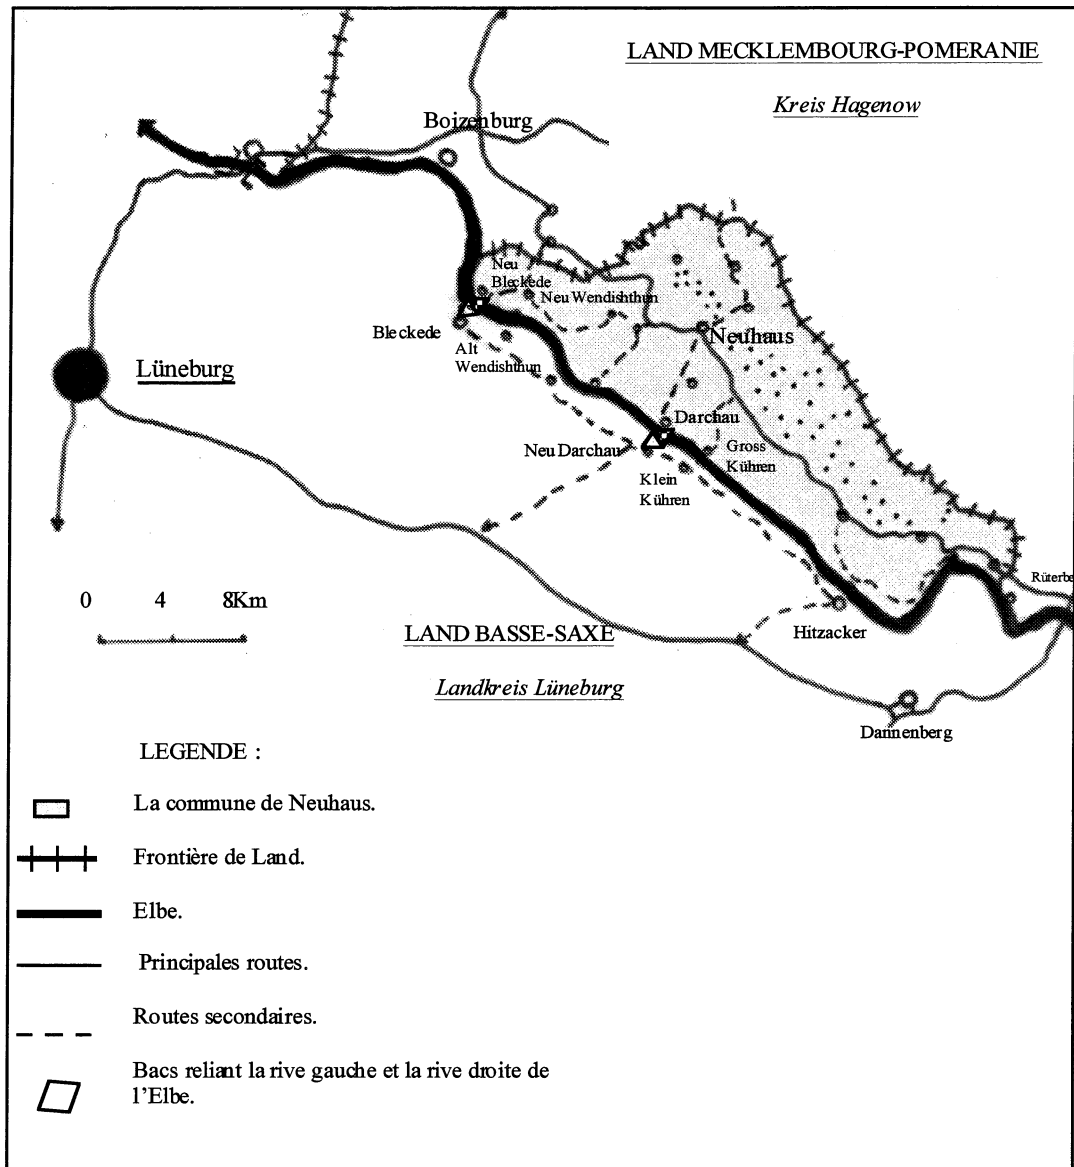 LAND MECKLEMBOURG-POMERANIE
Kreis Hagenow
Boizenburg
Neu
Bleckede
Neu Wendishthun
Bleckede
Alt
Wendishthun
Neuhaus
Lüneburg
Darchau
Neu Darchau
Gross
Kühren
Klein
Kühren
0 4 8Km
Rüterbe
LAND BASSE-SAXE
Hitzacker
Landkreis Lüneburg
Dannenberg
LEGENDE :
La commune de Neuhaus.
Frontière de Land.
Elbe.
Principales routes.
Routes secondaires.
Bacs reliant la rive gauche et la rive droite de
l'Elbe.